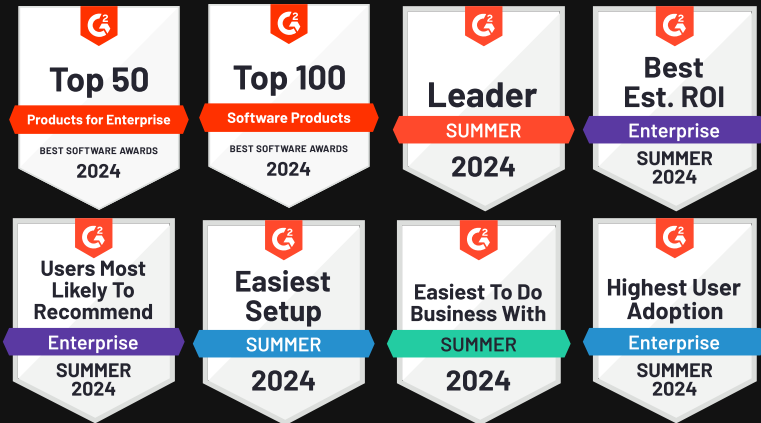 G2
Top 50
Products for Enterprise
BEST SOFTWARE AWARDS
2024
G2
Top 100
Software Products
BEST SOFTWARE AWARDS
2024
G2
Leader
SUMMER
2024
G2
Best
Est. ROI
Enterprise
SUMMER
2024
G2
Users Most
Likely To
Recommend
Enterprise
SUMMER
2024
G2
Easiest
Setup
SUMMER
2024
G2
Easiest To Do
Business With
SUMMER
2024
G2
Highest User
Adoption
Enterprise
SUMMER
2024